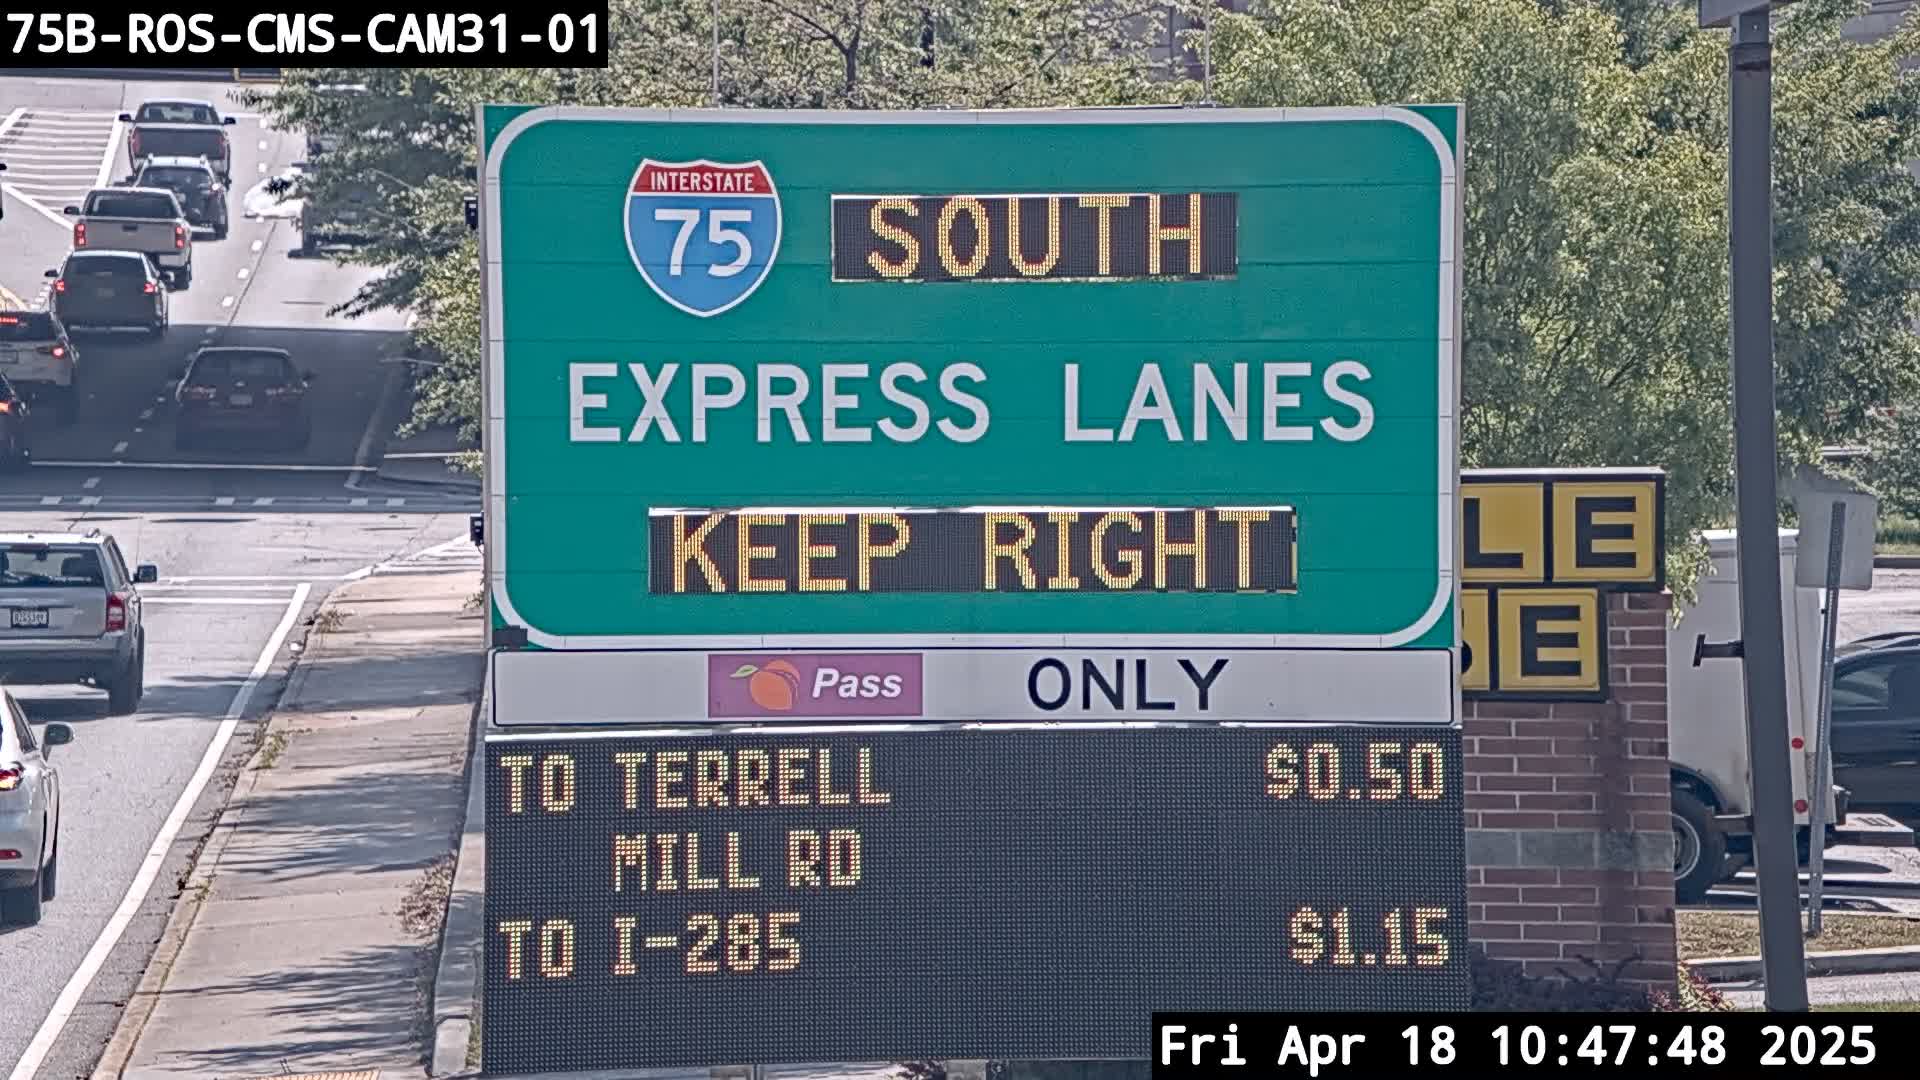 75B-ROS-CMS-CAM31-01
INTERSTATE
75
SOUTH
EXPRESS LANES
KEEP RIGHT
Pass ONLY
TO TERRELL $0.50
MILL RD
TO I-285 $1.15
LE
E
Fri Apr 18 10:47:48 2025